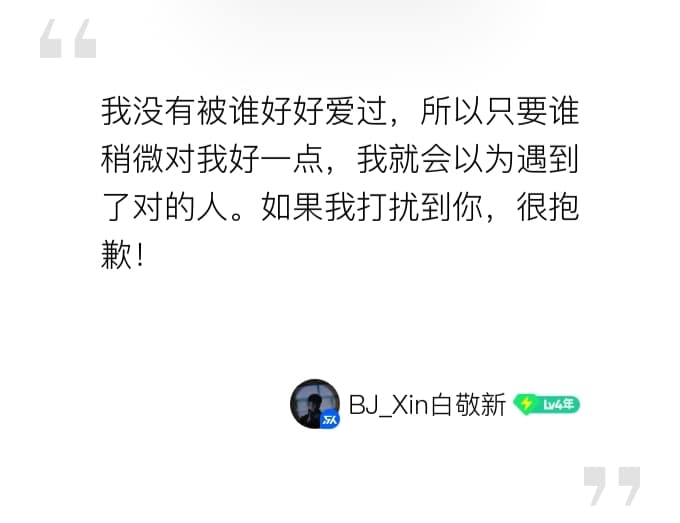 我没有被谁好好爱过，所以只要谁
稍微对我好一点，我就会以为遇到
了对的人。如果我打扰到你，很抱
歉！
BJ_Xin白敬新 Lv4年